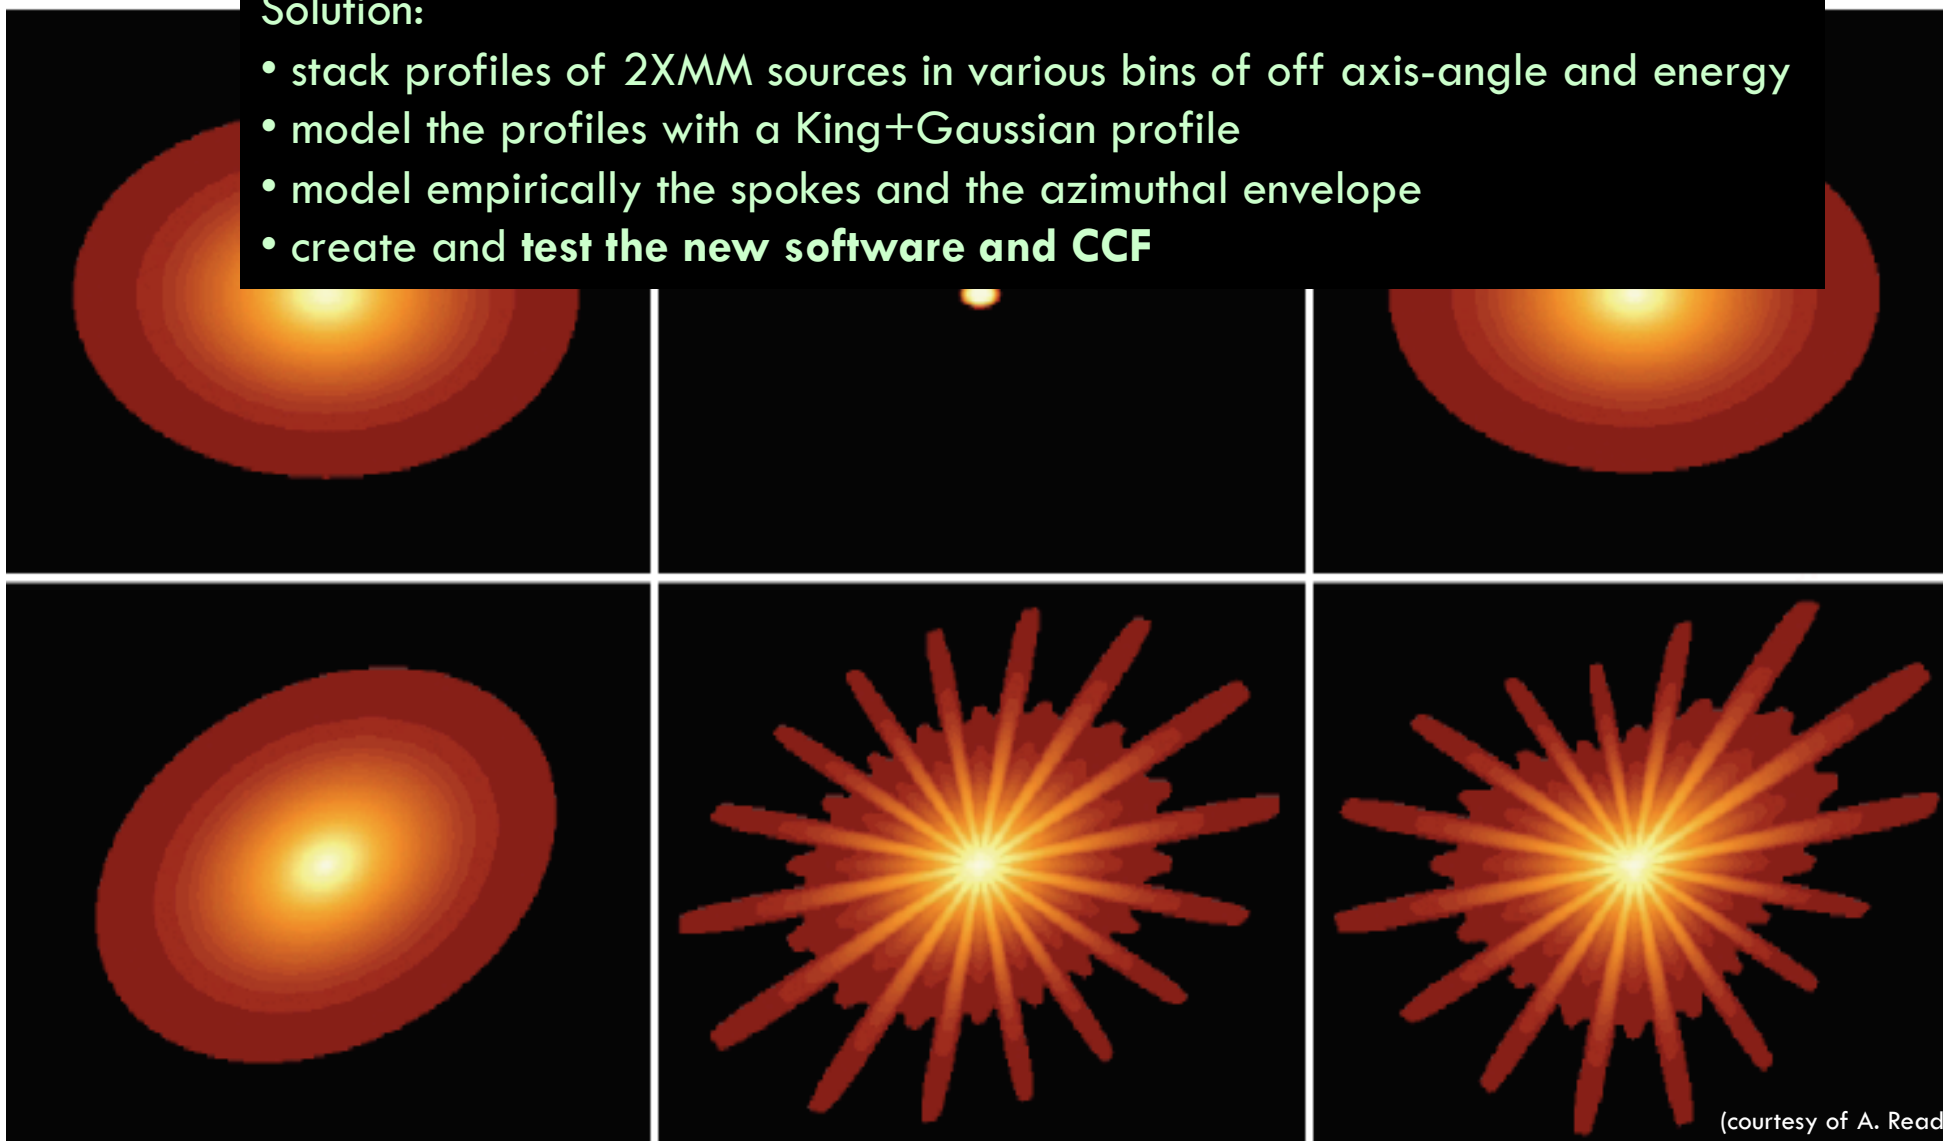 Solution:
• stack profiles of 2XMM sources in various bins of off axis-angle and energy
• model the profiles with a King+Gaussian profile
• model empirically the spokes and the azimuthal envelope
• create and test the new software and CCF
(courtesy of A. Read